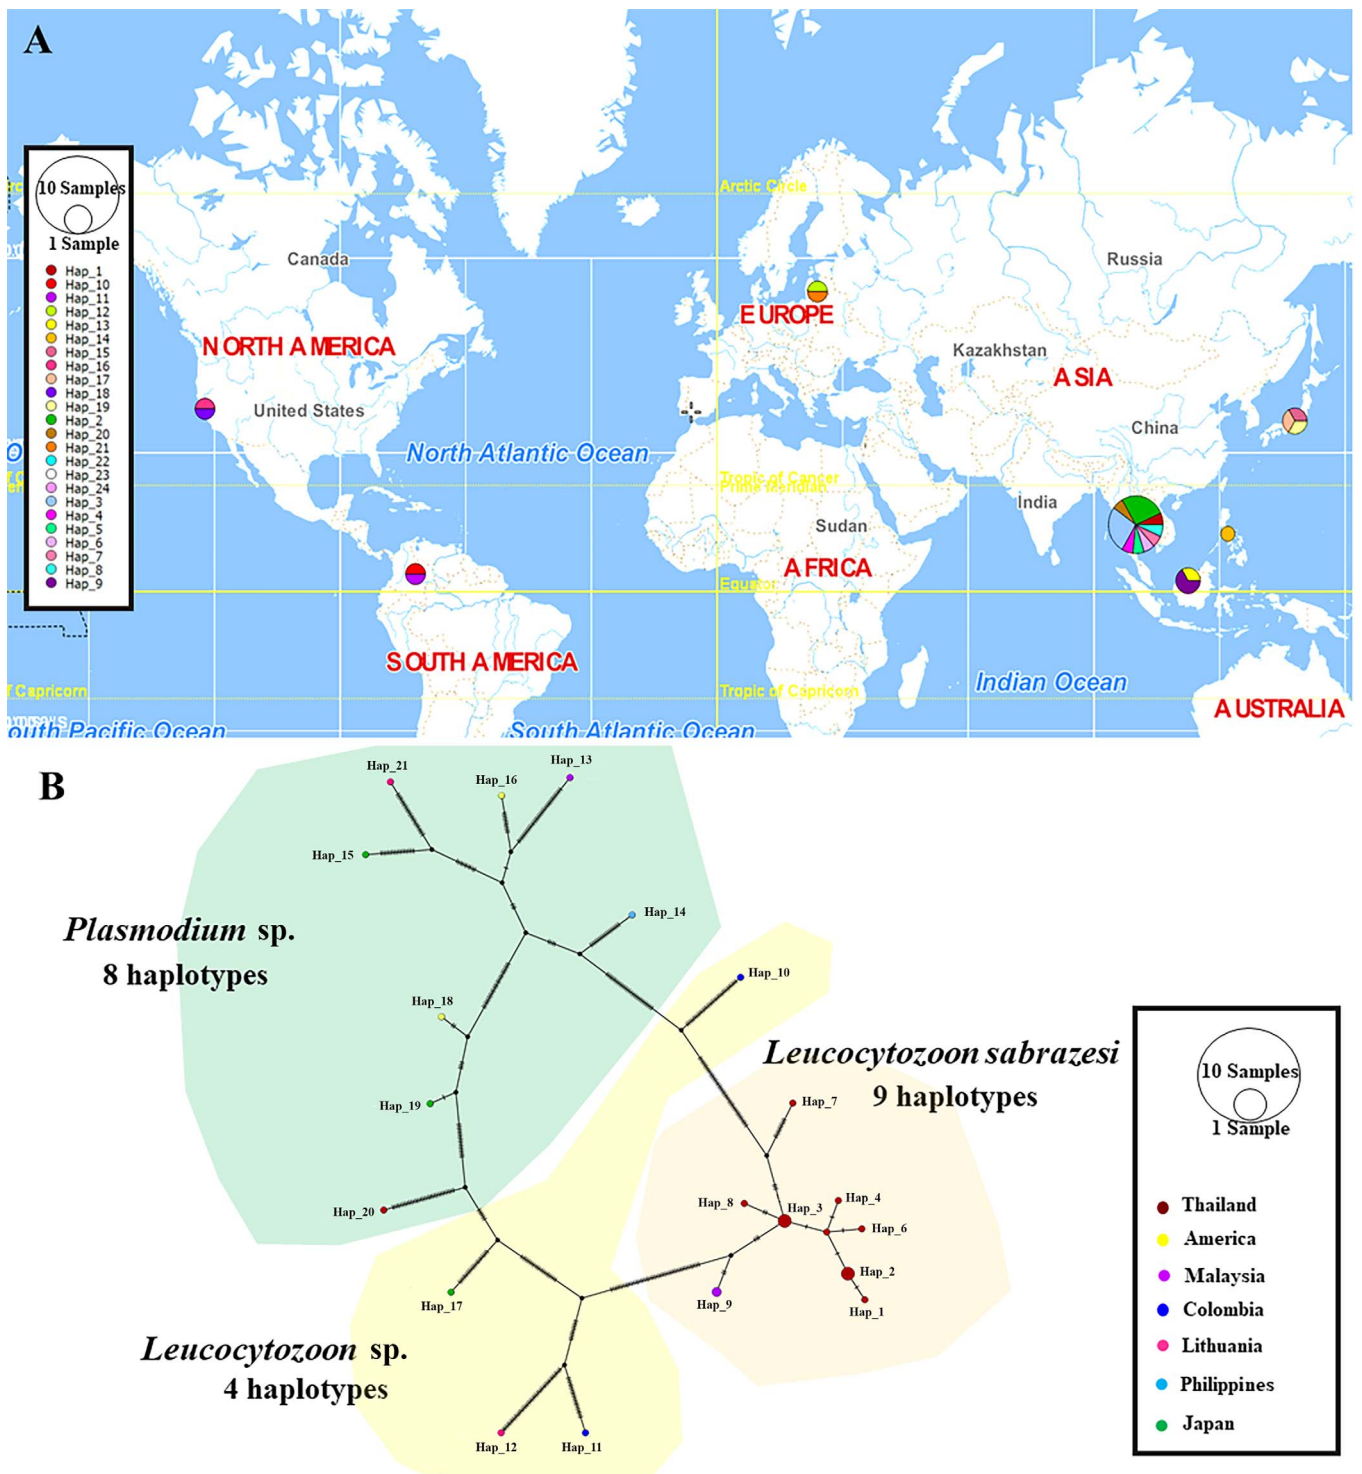 A
10 Samples
1 Sample
Hap_1
Hap_10
Hap_11
Hap_12
Hap_13
Hap_14
Hap_15
Hap_16
Hap_17
Hap_18
Hap_19
Hap_2
Hap_20
Hap_21
Hap_22
Hap_23
Hap_24
Hap_3
Hap_4
Hap_5
Hap_6
Hap_7
Hap_8
Hap_9
Arctic Circle
Canada
Russia
EUROPE
NORTH AMERICA
Kazakhstan
ASIA
United States
China
North Atlantic Ocean
Tropic of Cancer
Prime Meridian
India
Sudan
AFRICA
Equator
SOUTH AMERICA
Indian Ocean
f Capricorn
Tropic of Capricorn
AUSTRALIA
outh Pacific Ocean
South Atlantic Ocean
B
Hap_21
Hap_16
Hap_13
Hap_15
Hap_14
Plasmodium sp.
8 haplotypes
Hap_10
Hap_18
Leucocytozoon sabrazesi
9 haplotypes
Hap_19
Hap_7
Hap_20
Hap_8
Hap_3
Hap_4
Hap_6
Hap_2
Hap_17
Hap_9
Hap_1
Leucocytozoon sp.
4 haplotypes
Hap_12
Hap_11
10 Samples
1 Sample
Thailand
America
Malaysia
Colombia
Lithuania
Philippines
Japan